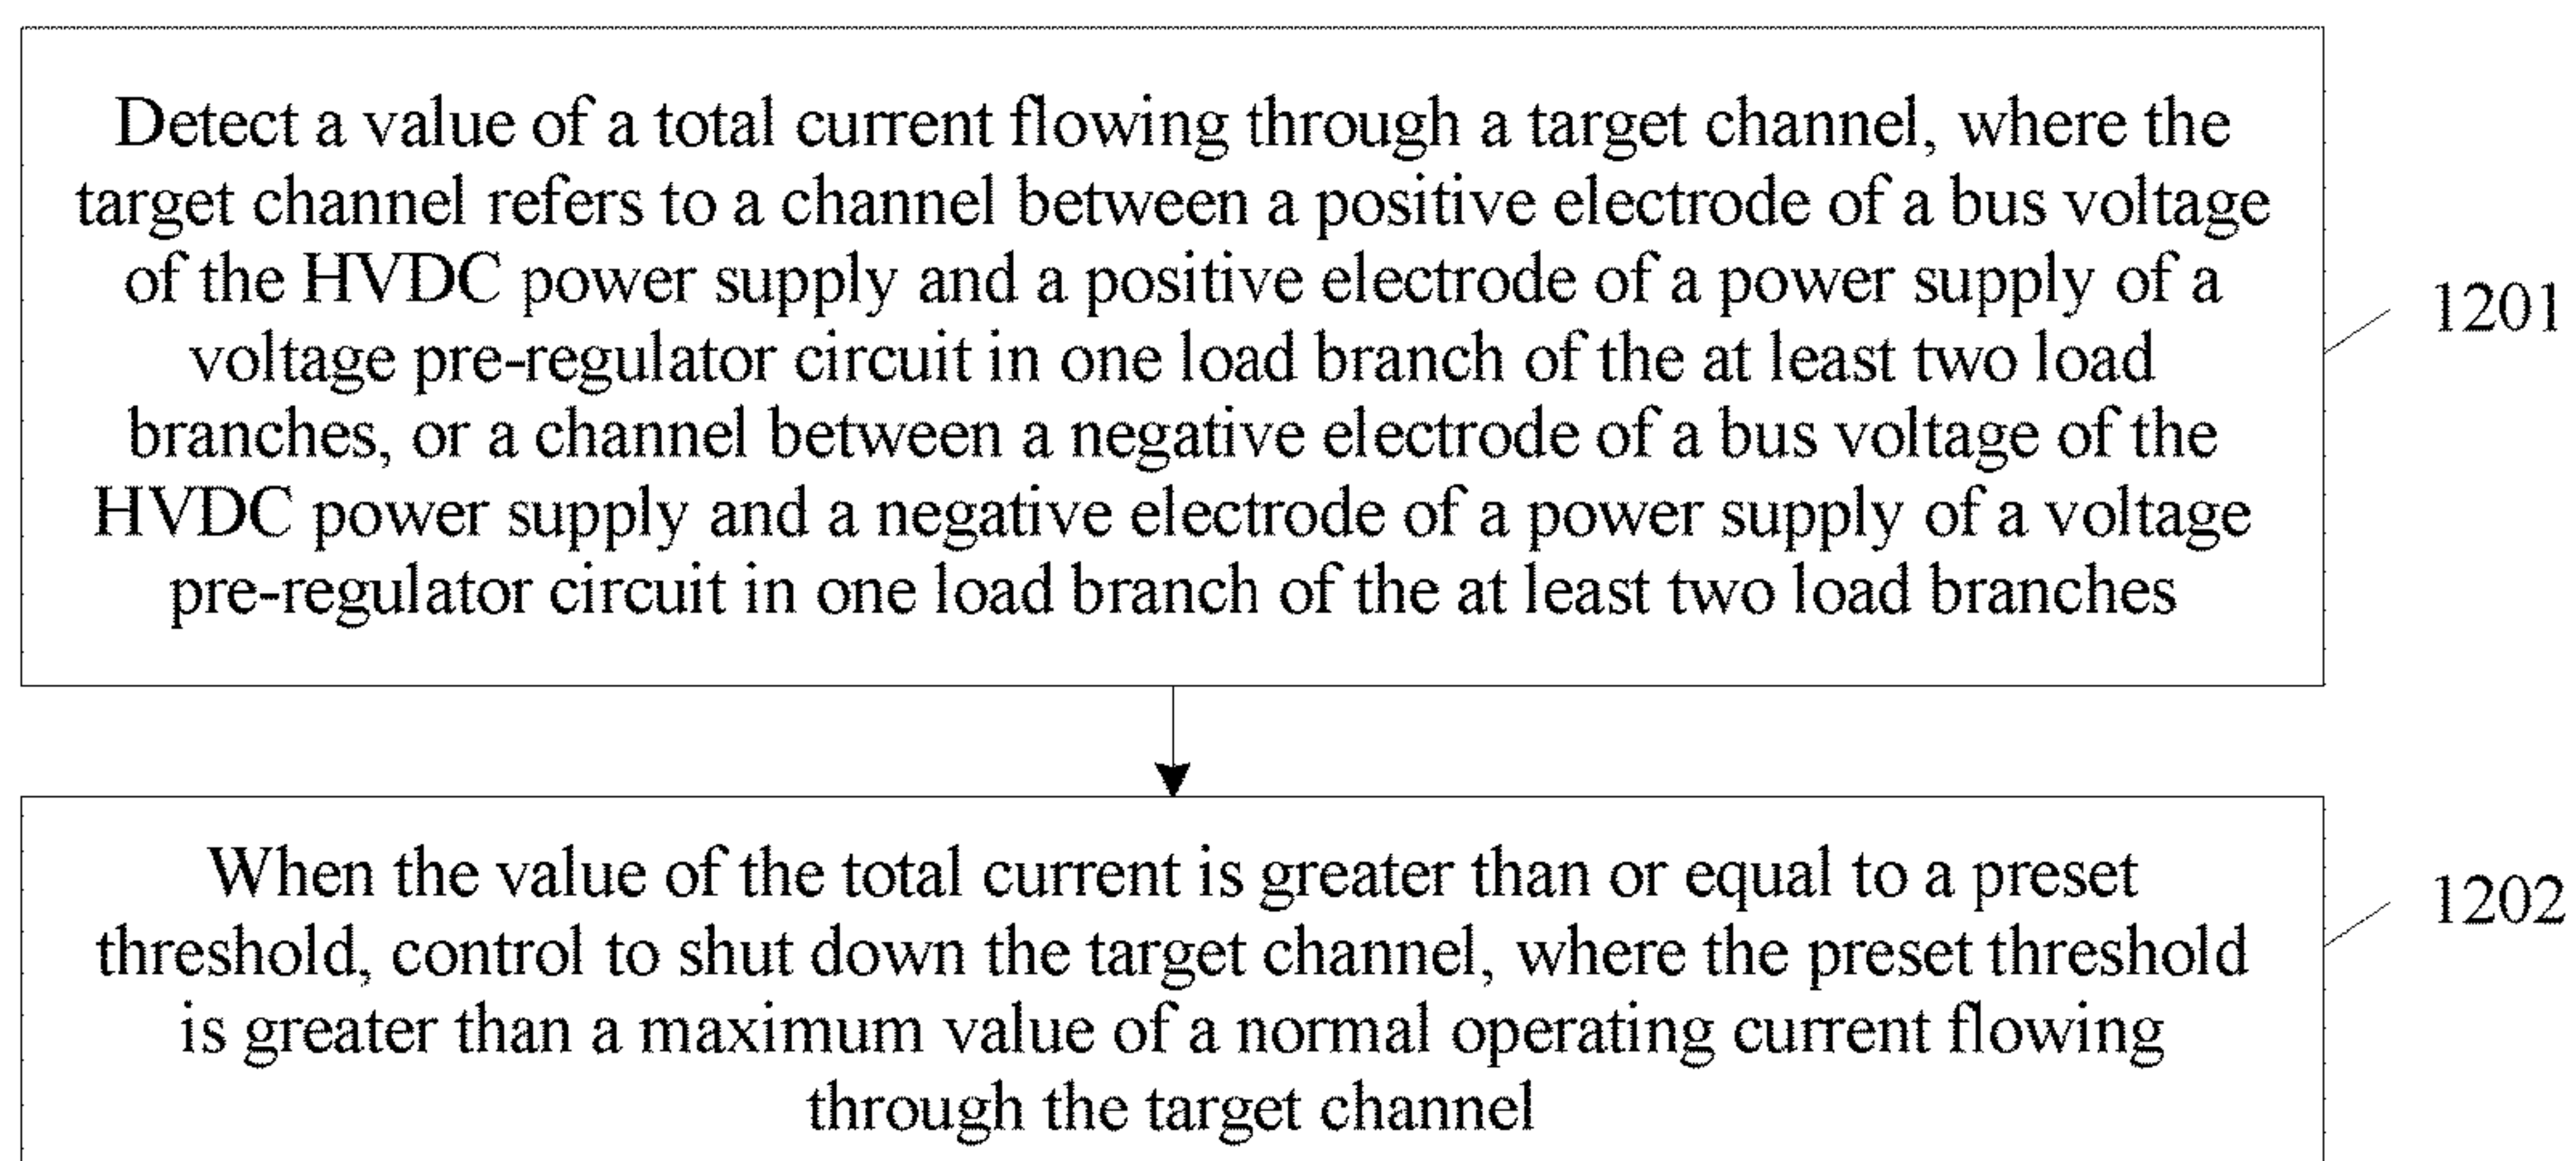 Detect a value of a total current flowing through a target channel, where the
target channel refers to a channel between a positive electrode of a bus voltage
of the HVDC power supply and a positive electrode of a power supply of a
voltage pre-regulator circuit in one load branch of the at least two load
branches, or a channel between a negative electrode of a bus voltage of the
HVDC power supply and a negative electrode of a power supply of a voltage
pre-regulator circuit in one load branch of the at least two load branches
1201
When the value of the total current is greater than or equal to a preset
threshold, control to shut down the target channel, where the preset threshold
is greater than a maximum value of a normal operating current flowing
through the target channel
1202